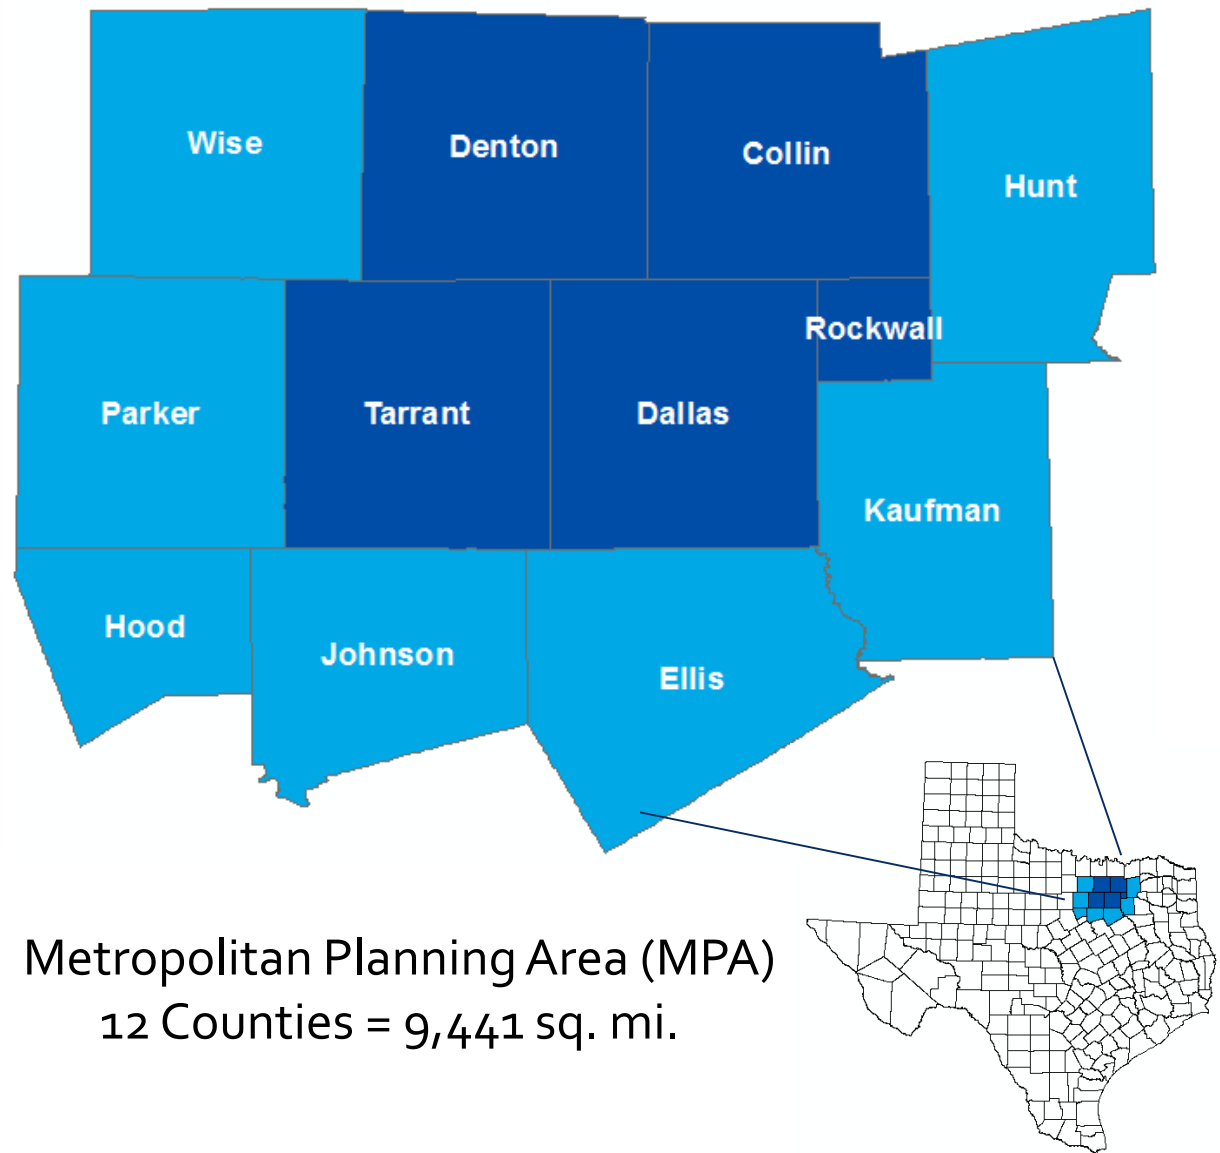 Wise
Denton
Collin
Hunt
Rockwall
Parker
Tarrant
Dallas
Kaufman
Hood
Johnson
Ellis
Metropolitan Planning Area (MPA)
12 Counties = 9,441 sq. mi.